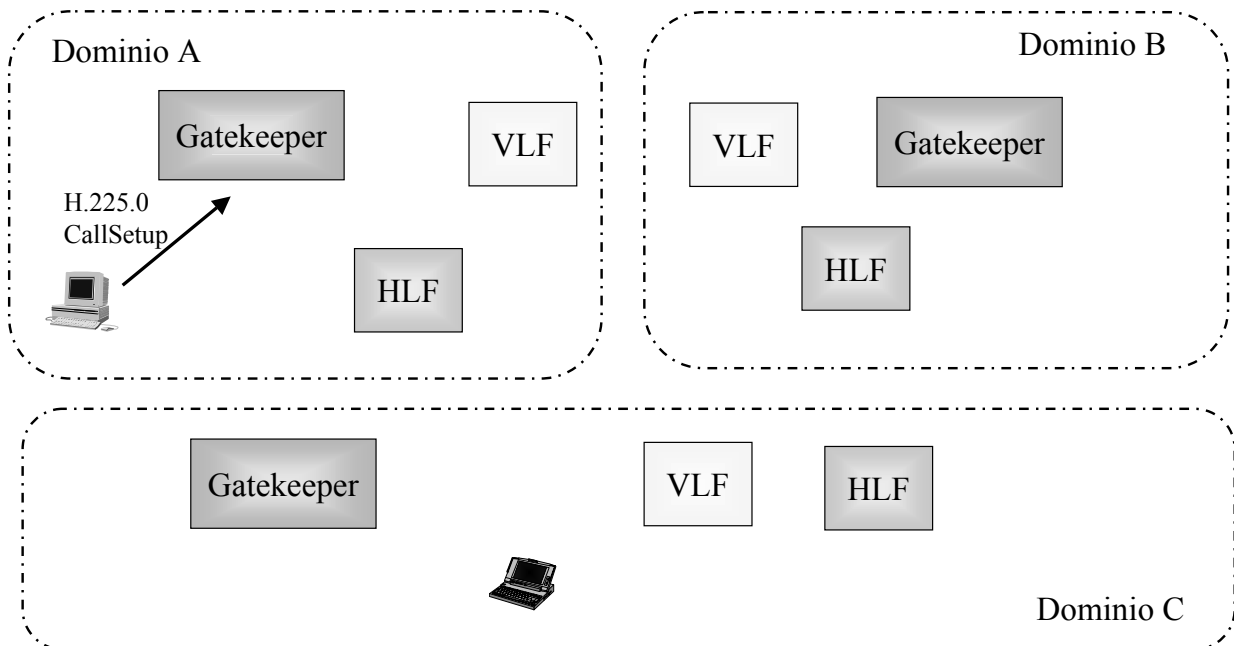 Dominio A
Gatekeeper
VLF
H.225.0
CallSetup
HLF
Dominio B
VLF
Gatekeeper
HLF
Gatekeeper
VLF
HLF
Dominio C